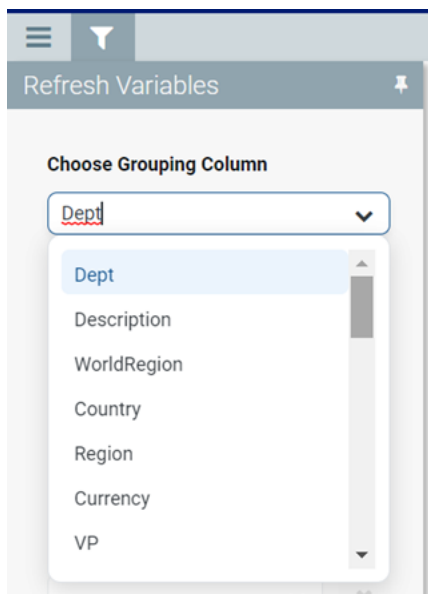 Refresh Variables
Choose Grouping Column
Dept
Dept
Description
WorldRegion
Country
Region
Currency
VP